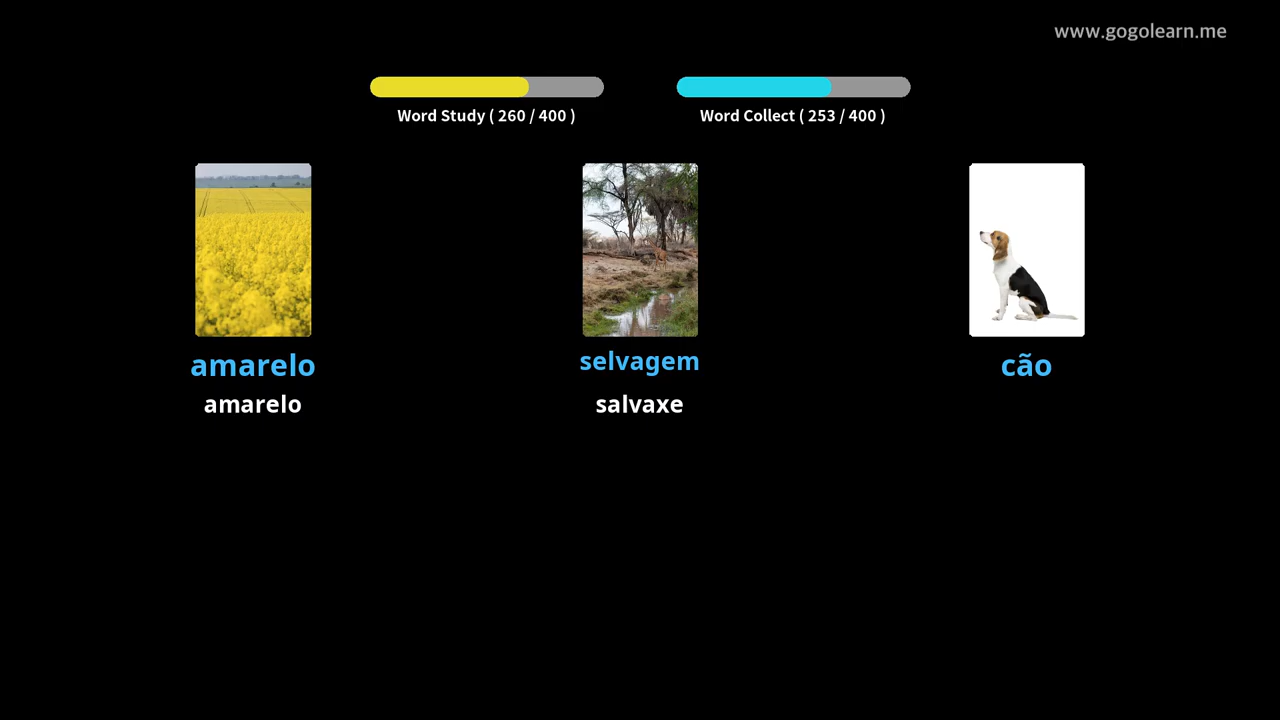 www.gogolearn.me
Word Study ( 260 / 400 )
Word Collect ( 253 / 400 )
amarelo
amarelo
selvagem
salvaxe
cão